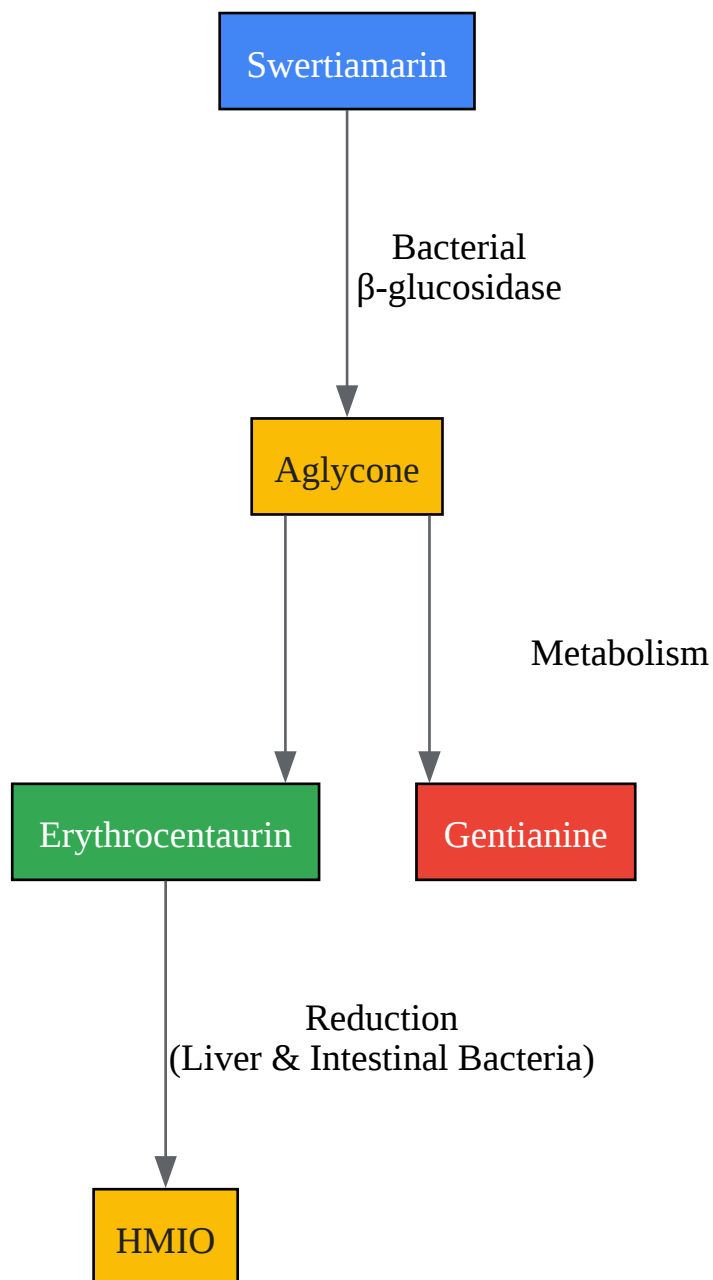 Swertiamarin
Bacterial
β-glucosidase
Aglycone
Metabolism
Erythrocentaurin
Gentianine
Reduction
(Liver & Intestinal Bacteria)
HMIO